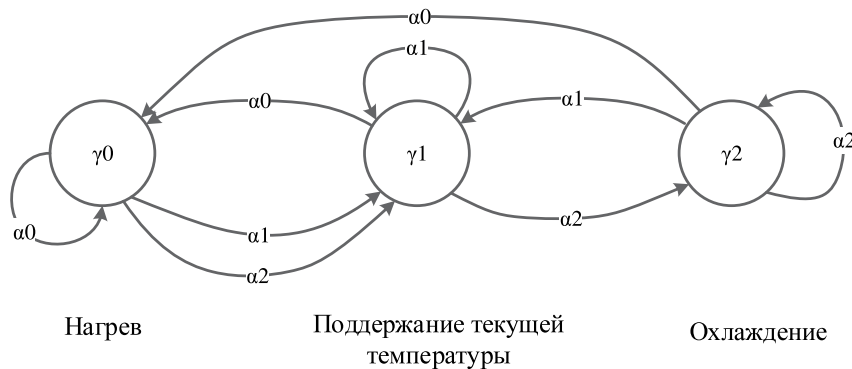 α0
α1
α0
α1
γ0
γ1
γ2
α2
α0
α1
α2
α2
Нагрев
Поддержание текущей
температуры
Охлаждение